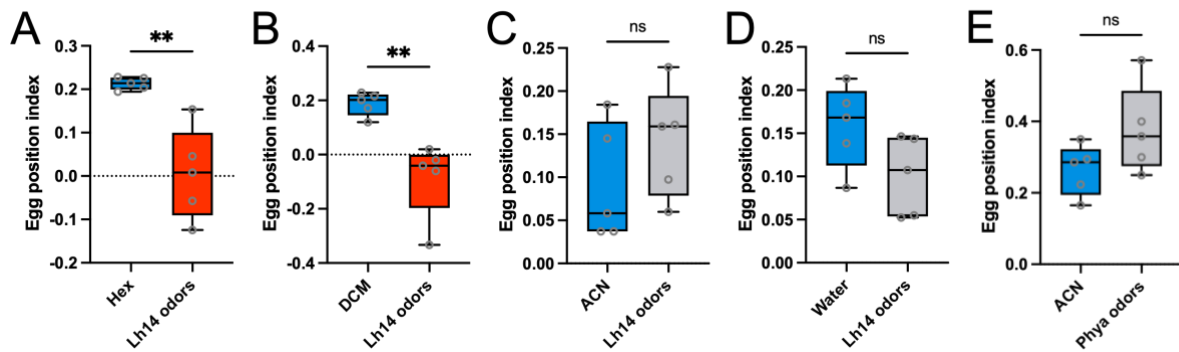 A
Egg position index
0.3
0.2
0.1
0.0
-0.1
-0.2
**
Hex
Lh14 odors
B
Egg position index
0.4
0.2
0.0
-0.2
-0.4
**
DCM
Lh14 odors
C
Egg position index
0.25
0.20
0.15
0.10
0.05
0.00
ns
ACN
Lh14 odors
D
Egg position index
0.25
0.20
0.15
0.10
0.05
0.00
ns
Water
Lh14 odors
E
Egg position index
0.6
0.4
0.2
0.0
ns
ACN
Phya odors